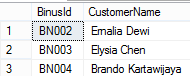 BinusId CustomerName
1 BN002 Emalia Dewi
2 BN003 Elysia Chen
3 BN004 Brando Kartawijaya